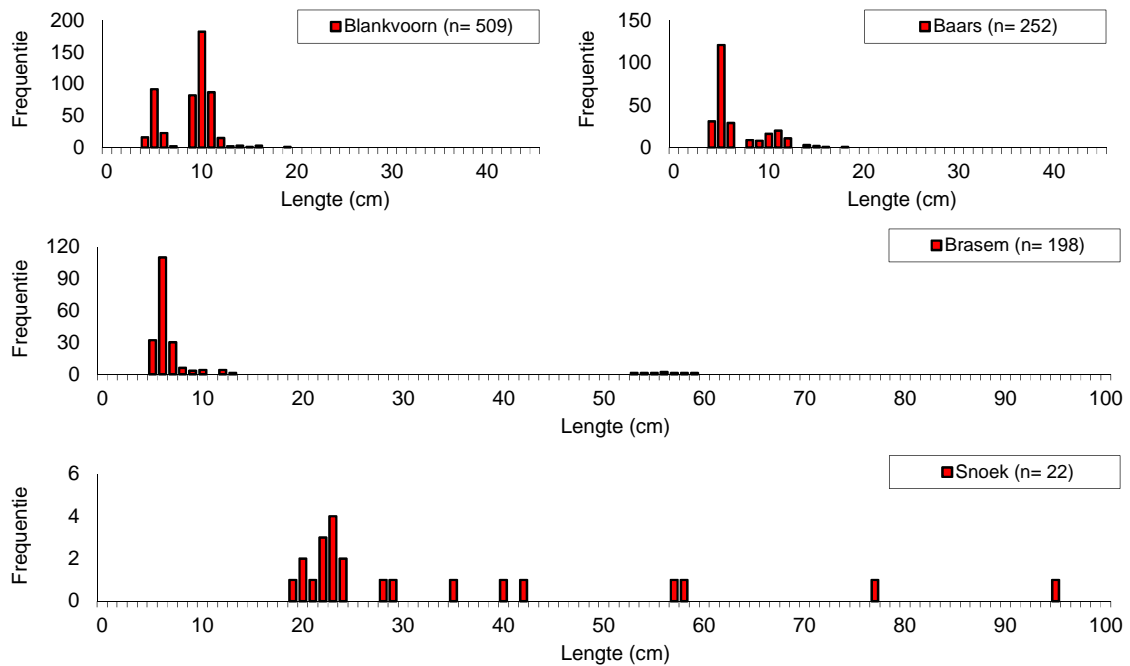 Blankvoorn (n= 509)
Frequentie
200
150
100
50
0
0 10 20 30 40
Lengte (cm)
Baars (n= 252)
Frequentie
150
100
50
0
0 10 20 30 40
Lengte (cm)
Brasem (n= 198)
Frequentie
120
90
60
30
0
0 10 20 30 40 50 60 70 80 90 100
Lengte (cm)
Snoek (n= 22)
Frequentie
6
4
2
0
0 10 20 30 40 50 60 70 80 90 100
Lengte (cm)